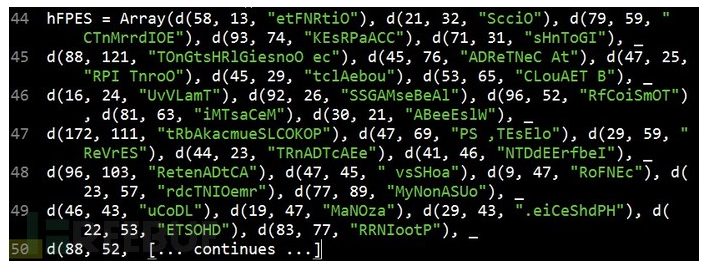 44 hFPES = Array(d(58, 13, "etFNRtiO"), d(21, 32, "ScciO"), d(79, 59, "
CTnMrrdIOE"), d(93, 74, "KEsRPaACC"), d(71, 31, "sHnToGI"), _
45 d(88, 121, "TOnGtsHRlGiesnoO ec"), d(45, 76, "ADReTNeC At"), d(47, 25,
"RPI TnroO"), d(45, 29, "tclAebou"), d(53, 65, "CLouAET B"), _
46 d(16, 24, "UvVLamT"), d(92, 26, "SSGAMseBeAl"), d(96, 52, "RfCoiSmOT")
, d(81, 63, "iMTsaCeM"), d(30, 21, "ABeeEslW"), _
47 d(172, 111, "tRbAkacmueSLCOKOP"), d(47, 69, "PS ,TEsElo"), d(29, 59, "
ReVrES"), d(44, 23, "TRnADTcAEe"), d(41, 46, "NTDdEErfbeI"), _
48 d(96, 103, "RetenADtCA"), d(47, 45, " vsSHoa"), d(9, 47, "RoFNEc"), d(
23, 57, "rdcTNIOemr"), d(77, 89, "MyNonASUo"), _
49 d(46, 43, "uCoDL"), d(19, 47, "MaNOza"), d(29, 43, ".eiCeShdPH"), d(
22, 53, "ETSOHD"), d(83, 77, "RRNIootP"), _
50 d(88, 52,  [... continues ...]